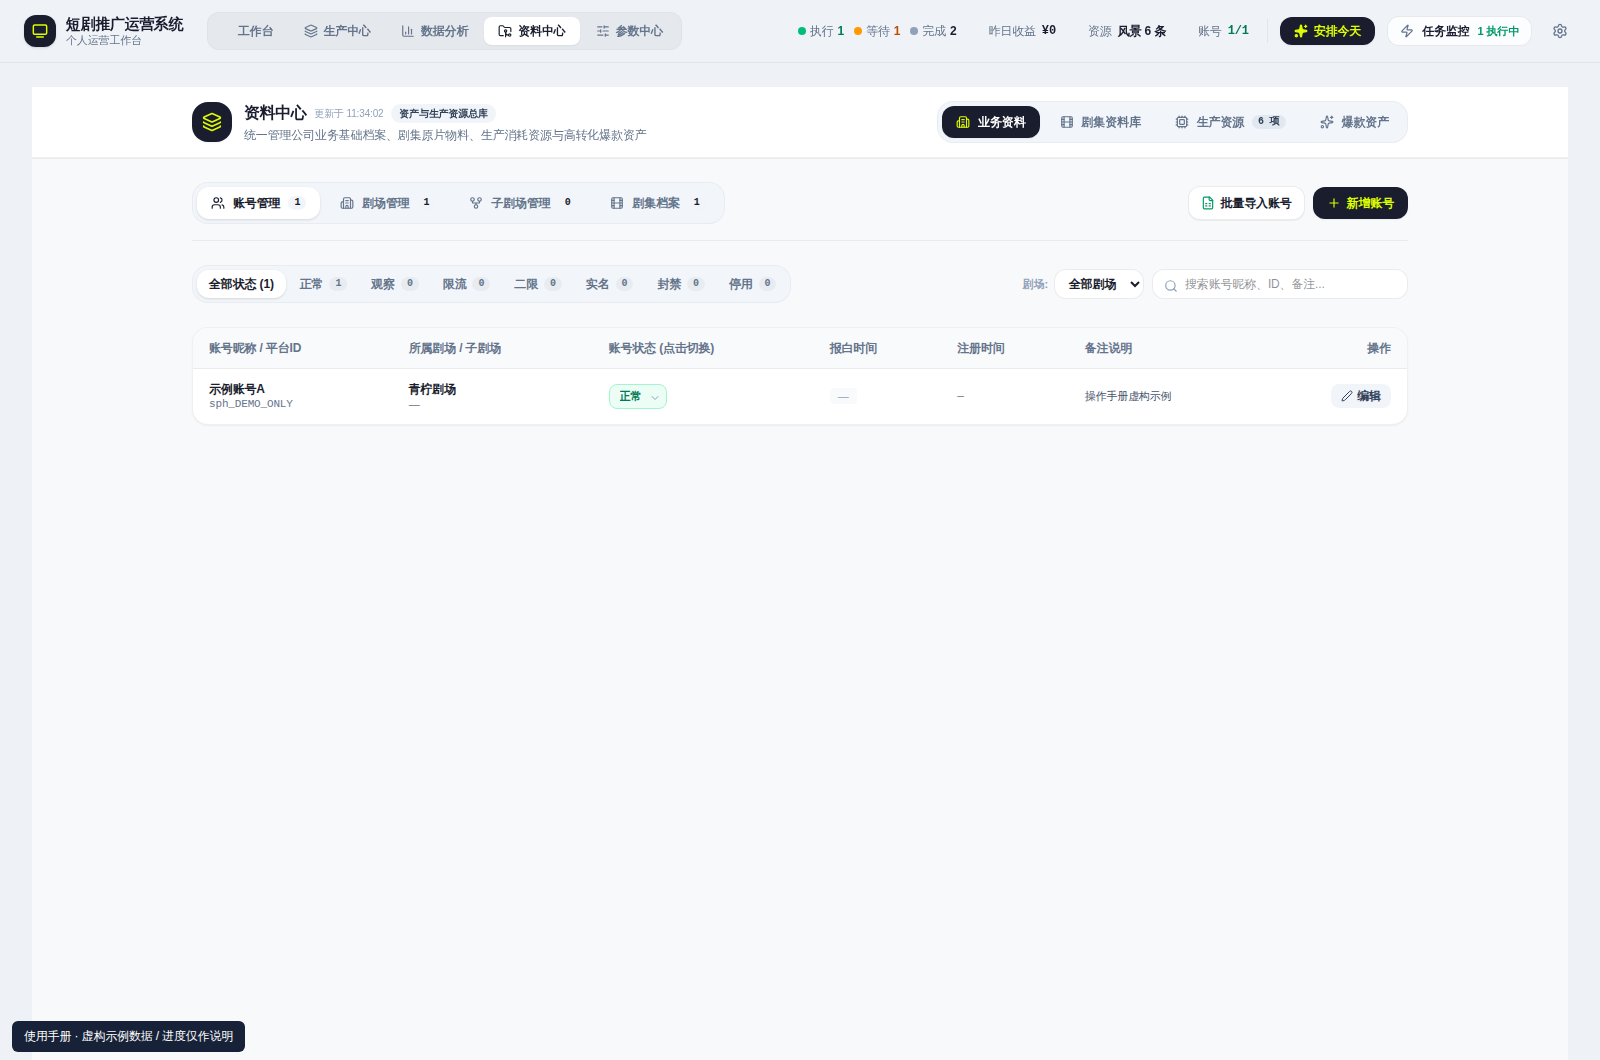 短剧推广运营系统
个人运营工作台
工作台 生产中心 数据分析 资料中心 参数中心
执行 1 等待 1 完成 2 昨日收益 ¥0 资源 风景 6 条 账号 1/1
安排今天 任务监控 1 执行中
资料中心 更新于 11:34:02 资产与生产资源总库
统一管理公司业务基础档案、剧集原片物料、生产消耗资源与高转化爆款资产
业务资料 剧集资料库 生产资源 6 项 爆款资产
账号管理 1 剧场管理 1 子剧场管理 0 剧集档案 1
批量导入账号 新增账号
全部状态 (1) 正常 1 观察 0 限流 0 二限 0 实名 0 封禁 0 停用 0
剧场: 全部剧场 搜索账号昵称、ID、备注...
账号昵称 / 平台ID 所属剧场 / 子剧场 账号状态 (点击切换) 报白时间 注册时间 备注说明 操作
示例账号A 青柠剧场 正常 — – 操作手册虚构示例 编辑
sph_DEMO_ONLY —
使用手册 · 虚构示例数据 / 进度仅作说明